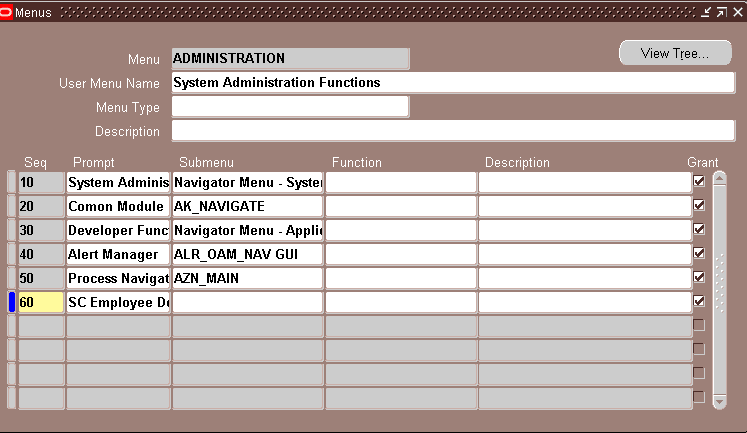 Menus
Menu ADMINISTRATION View Tree...
User Menu Name System Administration Functions
Menu Type
Description
Seq Prompt Submenu Function Description Grant
10 System Adminis Navigator Menu - Syster
20 Comon Module AK_NAVIGATE
30 Developer Func Navigator Menu - Applic
40 Alert Manager ALR_OAM_NAV GUI
50 Process Navigat AZN_MAIN
60 SC Employee De